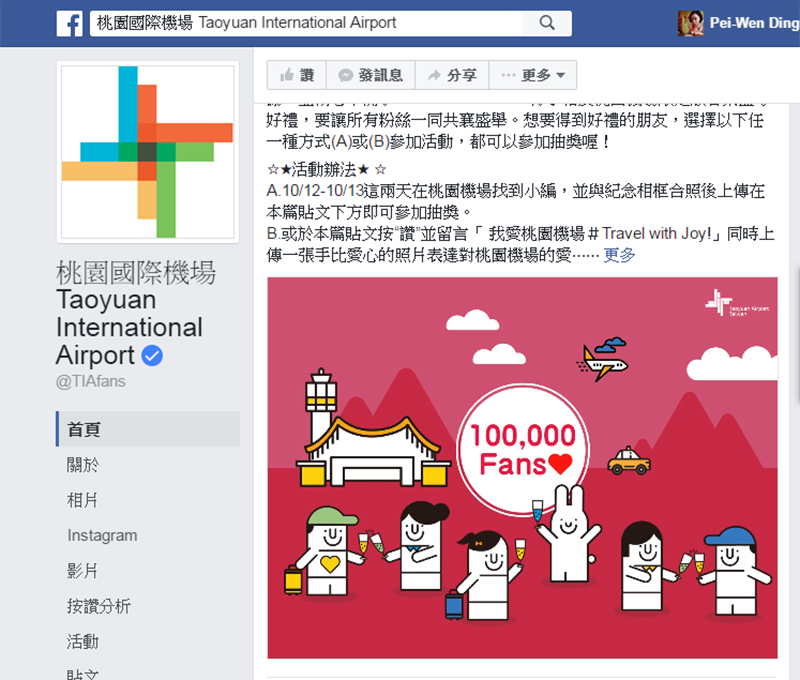 桃園國際機場 Taoyuan International Airport
Pei-Wen Ding
讚
發訊息
分享
更多
好禮，要讓所有粉絲一同共襄盛舉。想要得到好禮的朋友，選擇以下任
一種方式(A)或(B)參加活動，都可以參加抽獎喔！
☆★活動辦法★ ☆
A.10/12-10/13這兩天在桃園機場找到小編，並與紀念相框合照後上傳在
本篇貼文下方即可參加抽獎。
B.或於本篇貼文按“讚”並留言「 我愛桃園機場＃Travel with Joy!」同時上
傳一張手比愛心的照片表達對桃園機場的愛⋯⋯ 更多
桃園國際機場
Taoyuan
International
Airport
@TIAfans
首頁
關於
相片
Instagram
影片
按讚分析
活動
貼文
Taoyuan Airport
Taiwan
100,000
Fans